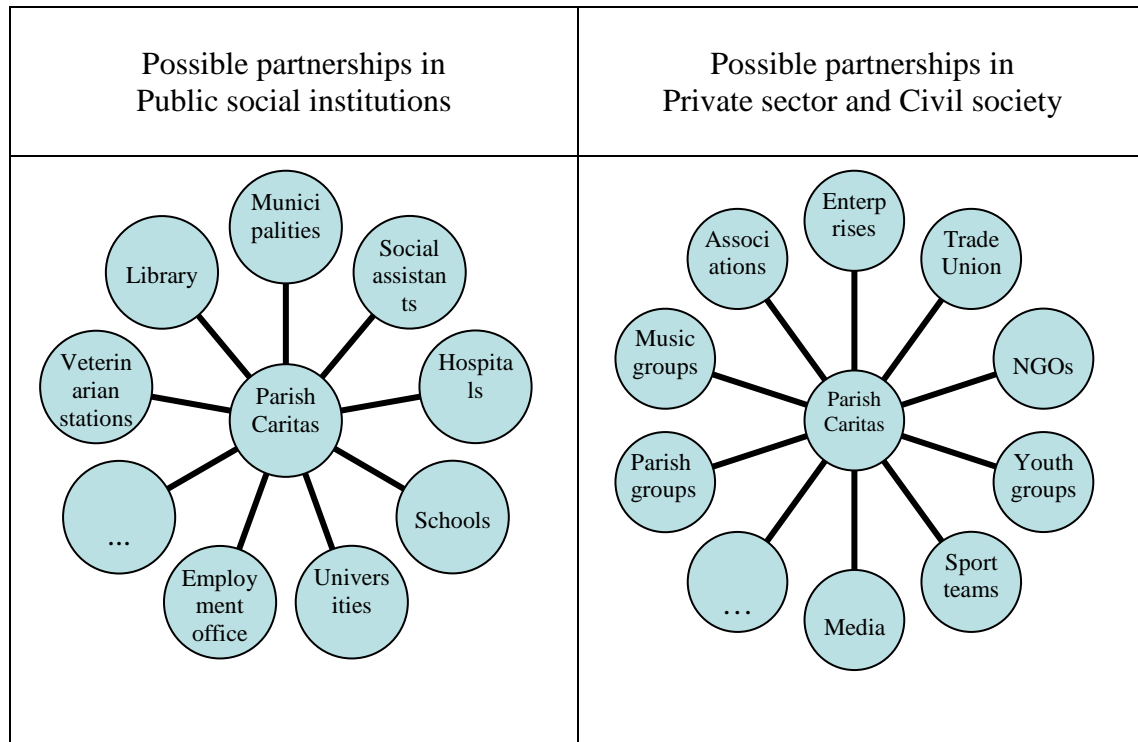 Possible partnerships in
Public social institutions
Possible partnerships in
Private sector and Civil society
Munici
palities
Social
assistan
ts
Hospita
ls
Schools
Univers
ities
Employ
ment
office
...
Veterin
arian
stations
Library
Parish
Caritas
Enterp
rises
Trade
Union
NGOs
Youth
groups
Sport
teams
Media
…
Parish
groups
Music
groups
Associ
ations
Parish
Caritas